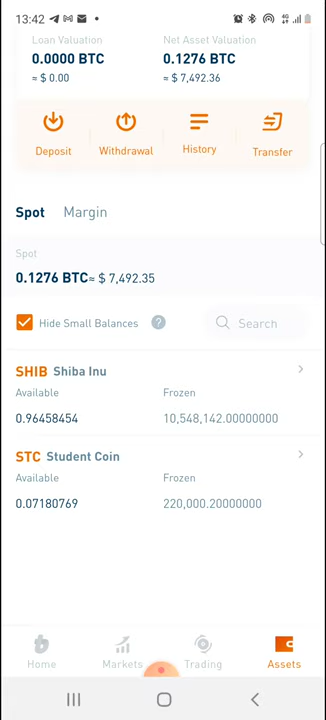 13:42
4G
Loan Valuation Net Asset Valuation
0.0000 BTC 0.1276 BTC
≈ $ 0.00 ≈ $ 7,492.36
Deposit Withdrawal History Transfer
Spot Margin
Spot
0.1276 BTC≈ $ 7,492.35
Hide Small Balances ? Search
SHIB Shiba Inu
Available Frozen
0.96458454 10,548,142.00000000
STC Student Coin
Available Frozen
0.07180769 220,000.20000000
Home Markets Trading Assets